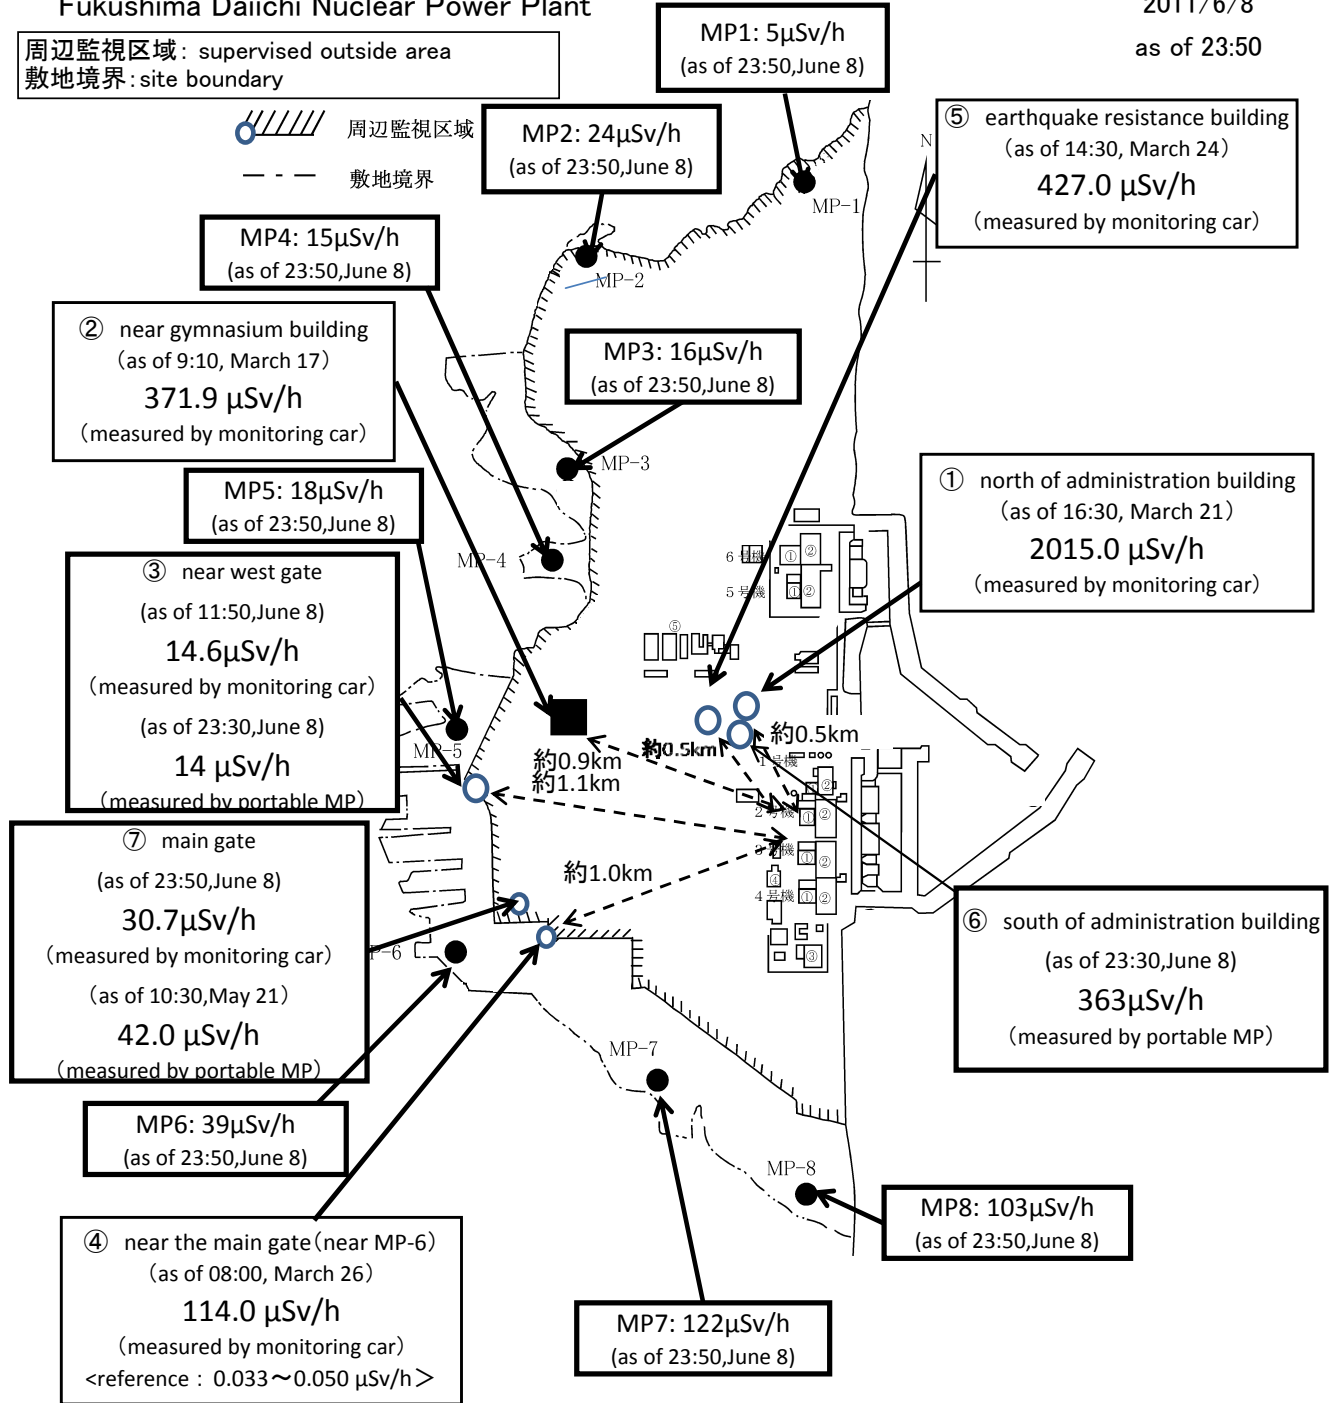 Fukushima Daiichi Nuclear Power Plant
2011/6/8
as of 23:50
周辺監視区域: supervised outside area
敷地境界:site boundary
周辺監視区域
敷地境界
MP1: 5μSv/h
(as of 23:50,June 8)
MP2: 24μSv/h
(as of 23:50,June 8)
⑤ earthquake resistance building
(as of 14:30, March 24)
427.0 μSv/h
(measured by monitoring car)
N
MP-1
MP4: 15μSv/h
(as of 23:50,June 8)
MP-2
② near gymnasium building
(as of 9:10, March 17)
371.9 μSv/h
(measured by monitoring car)
MP3: 16μSv/h
(as of 23:50,June 8)
MP-3
MP5: 18μSv/h
(as of 23:50,June 8)
① north of administration building
(as of 16:30, March 21)
2015.0 μSv/h
(measured by monitoring car)
MP-4
6号機
① ②
5号機
① ②
⑤
③ near west gate
(as of 11:50,June 8)
14.6μSv/h
(measured by monitoring car)
(as of 23:30,June 8)
14 μSv/h
(measured by portable MP)
MP-5
約0.9km
約1.1km
約0.5km
約0.5km
1号機
① ②
2号機
① ②
3号機
① ②
④
4号機
① ②
③
約1.0km
⑦ main gate
(as of 23:50,June 8)
30.7μSv/h
(measured by monitoring car)
(as of 10:30,May 21)
42.0 μSv/h
(measured by portable MP)
P-6
⑥ south of administration building
(as of 23:30,June 8)
363μSv/h
(measured by portable MP)
MP-7
MP6: 39μSv/h
(as of 23:50,June 8)
MP-8
MP8: 103μSv/h
(as of 23:50,June 8)
④ near the main gate(near MP-6)
(as of 08:00, March 26)
114.0 μSv/h
(measured by monitoring car)
<reference : 0.033～0.050 μSv/h>
MP7: 122μSv/h
(as of 23:50,June 8)